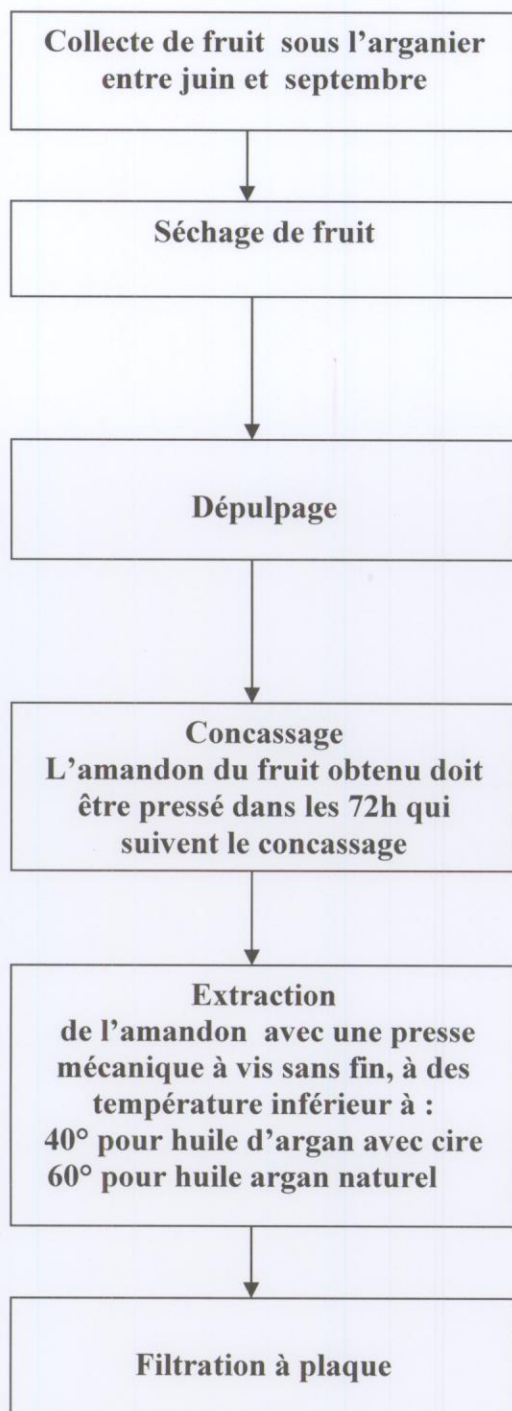 Collecte de fruit sous l’arganier
entre juin et septembre
Séchage de fruit
Dépulpage
Concassage
L’amandon du fruit obtenu doit
être pressé dans les 72h qui
suivent le concassage
Extraction
de l’amandon avec une presse
mécanique à vis sans fin, à des
température inférieur à :
40° pour huile d’argan avec cire
60° pour huile argan naturel
Filtration à plaque